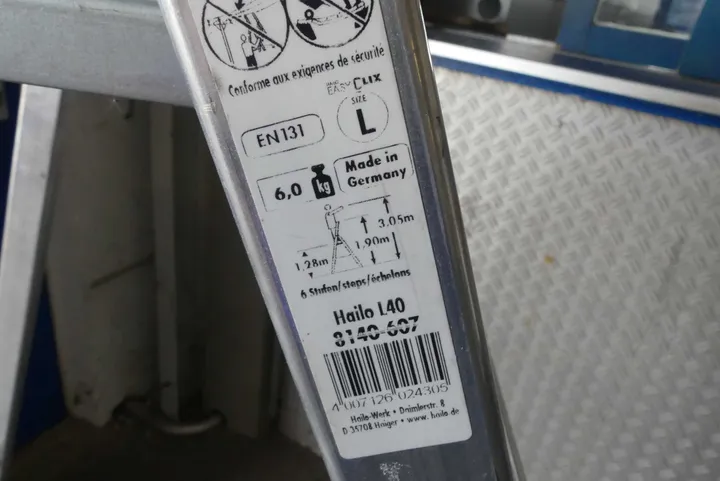 Conforme aux exigences de sécurité
EASY CLIX
SIZE
L
EN131
6,0 kg
Made in
Germany
3.05m
1.90m
1.28m
6 Stufen/steps/échelons
Hailo L40
8140-607
4 007126 024305
Hailo-Werk • Daimlerstr. 8
D 35708 Haiger • www.hailo.de